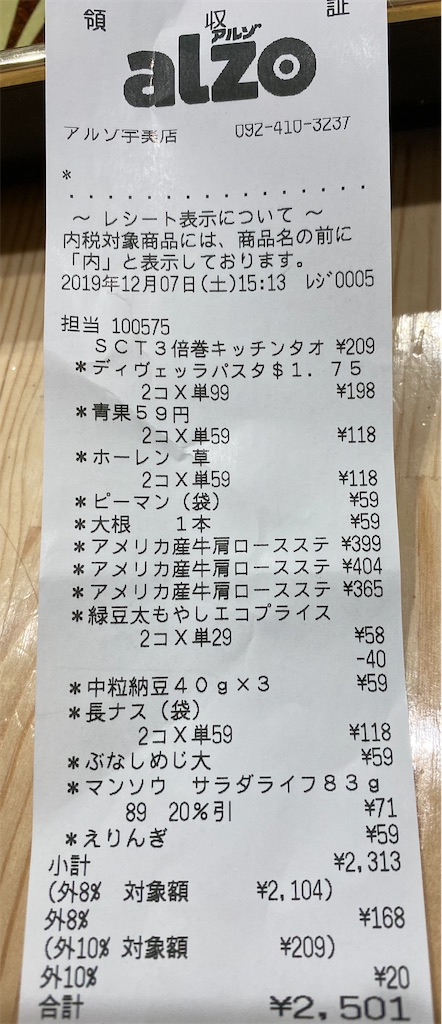 領 収 証
アルゾ
alzo
アルゾ宇美店 092-410-3237
*
～ レシート表示について ～
内税対象商品には、商品名の前に
「内」と表示しております。
2019年12月07日(土)15:13 レジ0005
担当 100575
SCT3倍巻キッチンタオ ¥209
*ディヴェッラパスタ$1.75
2コX単99 ¥198
*青果59円
2コX単59 ¥118
*ホーレン 草
2コX単59 ¥118
*ピーマン(袋) ¥59
*大根 1本 ¥59
*アメリカ産牛肩ロースステ ¥399
*アメリカ産牛肩ロースステ ¥404
*アメリカ産牛肩ロースステ ¥365
*緑豆太もやしエコプライス
2コX単29 ¥58
-40
*中粒納豆40g×3 ¥59
*長ナス(袋)
2コX単59 ¥118
*ぶなしめじ大 ¥59
*マンソウ サラダライフ83g
89 20%引 ¥71
*えりんぎ ¥59
小計 ¥2,313
(外8% 対象額 ¥2,104)
外8% ¥168
(外10% 対象額 ¥209)
外10% ¥20
合計 ¥2,501